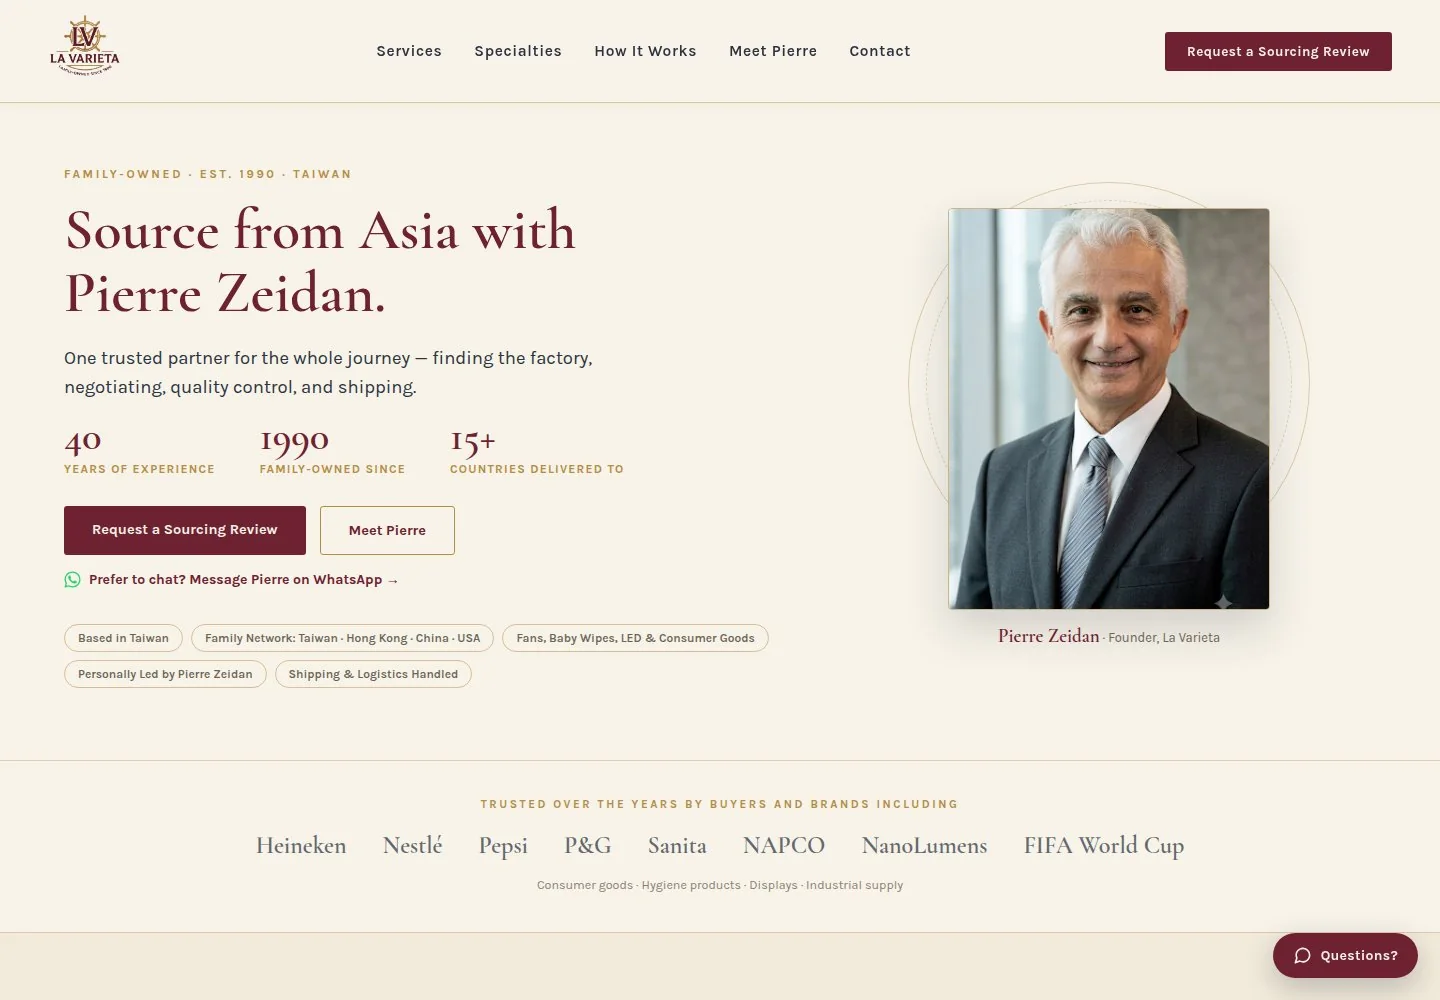 LV
LA VARIETA
FAMILY-OWNED SINCE 1990
Services
Specialties
How It Works
Meet Pierre
Contact
Request a Sourcing Review
FAMILY-OWNED · EST. 1990 · TAIWAN
Source from Asia with
Pierre Zeidan.
One trusted partner for the whole journey — finding the factory,
negotiating, quality control, and shipping.
40
YEARS OF EXPERIENCE
1990
FAMILY-OWNED SINCE
15+
COUNTRIES DELIVERED TO
Request a Sourcing Review
Meet Pierre
Prefer to chat? Message Pierre on WhatsApp →
Based in Taiwan
Family Network: Taiwan · Hong Kong · China · USA
Fans, Baby Wipes, LED & Consumer Goods
Personally Led by Pierre Zeidan
Shipping & Logistics Handled
Pierre Zeidan · Founder, La Varieta
TRUSTED OVER THE YEARS BY BUYERS AND BRANDS INCLUDING
Heineken Nestlé Pepsi P&G Sanita NAPCO NanoLumens FIFA World Cup
Consumer goods · Hygiene products · Displays · Industrial supply
Questions?